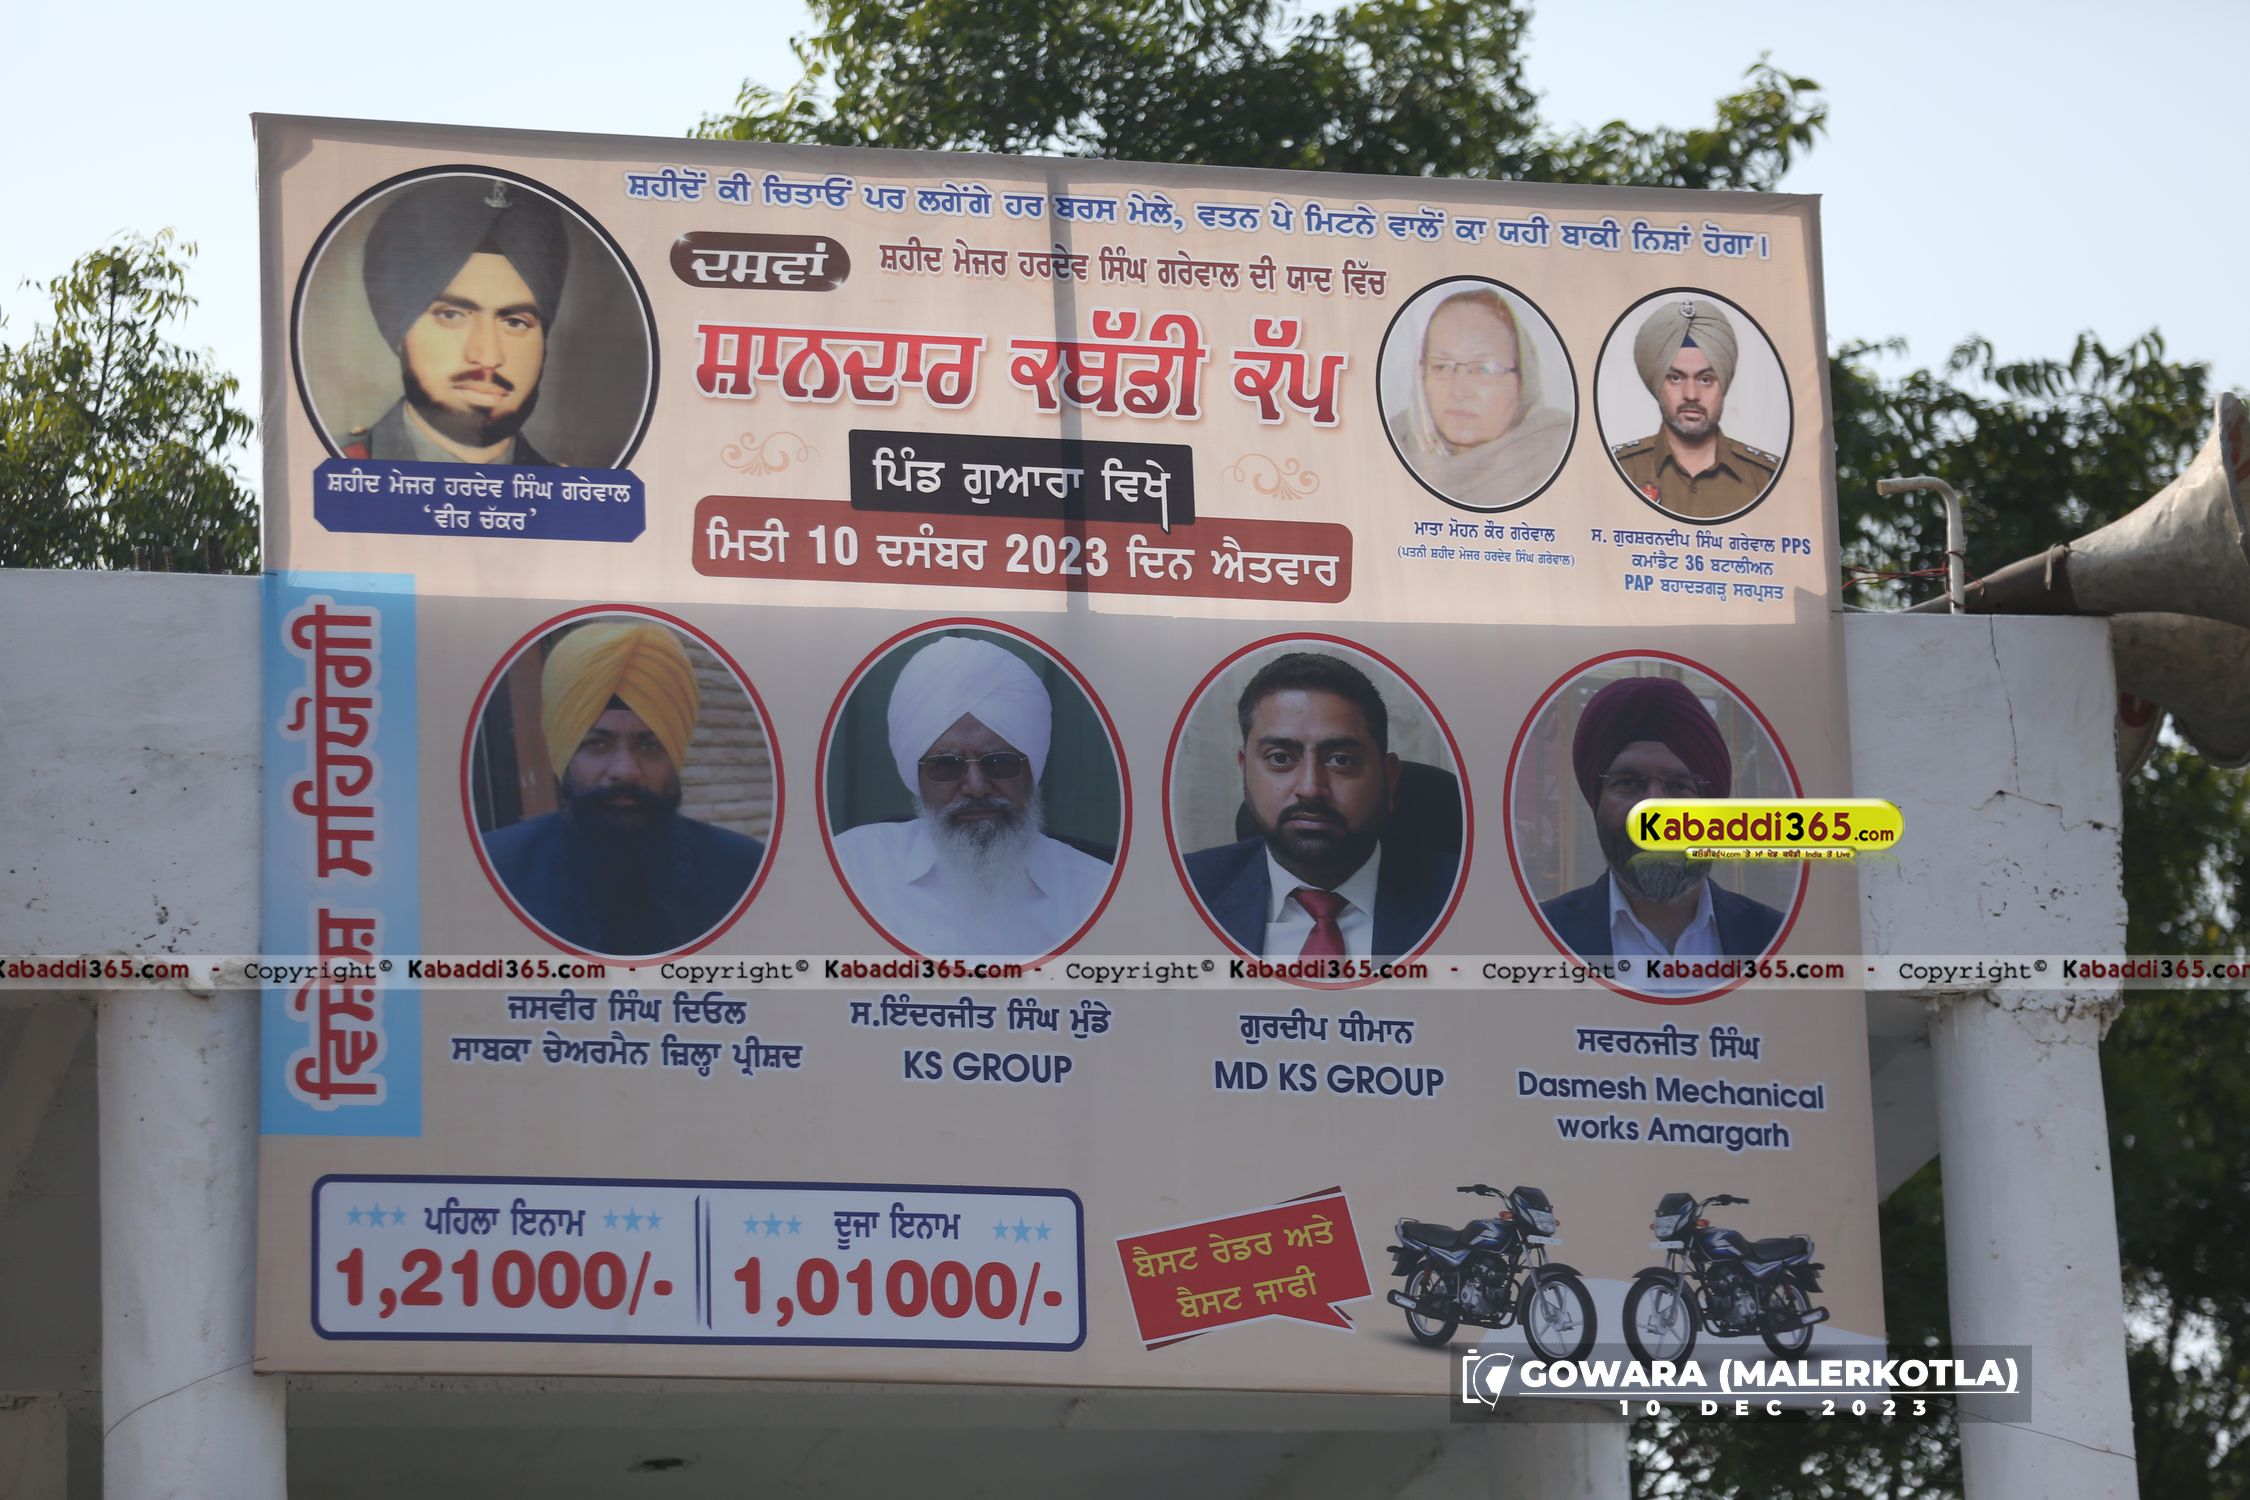 ਸ਼ਹੀਦੋਂ ਕੀ ਚਿਤਾਓਂ ਪਰ ਲਗੇਂਗੇ ਹਰ ਬਰਸ ਮੇਲੇ, ਵਤਨ ਪੇ ਮਿਟਨੇ ਵਾਲੋਂ ਕਾ ਯਹੀ ਬਾਕੀ ਨਿਸ਼ਾਂ ਹੋਗਾ।
ਦਸਵਾਂ ਸ਼ਹੀਦ ਮੇਜਰ ਹਰਦੇਵ ਸਿੰਘ ਗਰੇਵਾਲ ਦੀ ਯਾਦ ਵਿੱਚ
ਸ਼ਾਨਦਾਰ ਕਬੱਡੀ ਕੱਪ
ਪਿੰਡ ਗੁਆਰਾ ਵਿਖੇ
ਮਿਤੀ 10 ਦਸੰਬਰ 2023 ਦਿਨ ਐਤਵਾਰ
ਸ਼ਹੀਦ ਮੇਜਰ ਹਰਦੇਵ ਸਿੰਘ ਗਰੇਵਾਲ
'ਵੀਰ ਚੱਕਰ'
ਮਾਤਾ ਮੋਹਨ ਕੌਰ ਗਰੇਵਾਲ
(ਪਤਨੀ ਸ਼ਹੀਦ ਮੇਜਰ ਹਰਦੇਵ ਸਿੰਘ ਗਰੇਵਾਲ)
ਸ. ਗੁਰਸ਼ਰਨਦੀਪ ਸਿੰਘ ਗਰੇਵਾਲ PPS
ਕਮਾਂਡੈਟ 36 ਬਟਾਲੀਅਨ
PAP ਬਹਾਦੜਗੜ੍ਹ ਸਰਪ੍ਰਸਤ
ਵਿਸ਼ੇਸ਼ ਸਹਿਯੋਗੀ
Kabaddi365.com
Kabaddi365.com - Copyright© Kabaddi365.com - Copyright© Kabaddi365.com - Copyright© Kabaddi365.com - Copyright© Kabaddi365.com - Copyright© Kabaddi365.com
ਜਸਵੀਰ ਸਿੰਘ ਦਿਓਲ
ਸਾਬਕਾ ਚੇਅਰਮੈਨ ਜ਼ਿਲ੍ਹਾ ਪ੍ਰੀਸ਼ਦ
ਸ.ਇੰਦਰਜੀਤ ਸਿੰਘ ਮੁੰਡੇ
KS GROUP
ਗੁਰਦੀਪ ਧੀਮਾਨ
MD KS GROUP
ਸਵਰਨਜੀਤ ਸਿੰਘ
Dasmesh Mechanical
works Amargarh
ਪਹਿਲਾ ਇਨਾਮ
1,21000/-
ਦੂਜਾ ਇਨਾਮ
1,01000/-
ਬੈਸਟ ਰੇਡਰ ਅਤੇ
ਬੈਸਟ ਜਾਫੀ
GOWARA (MALERKOTLA)
10 DEC 2023